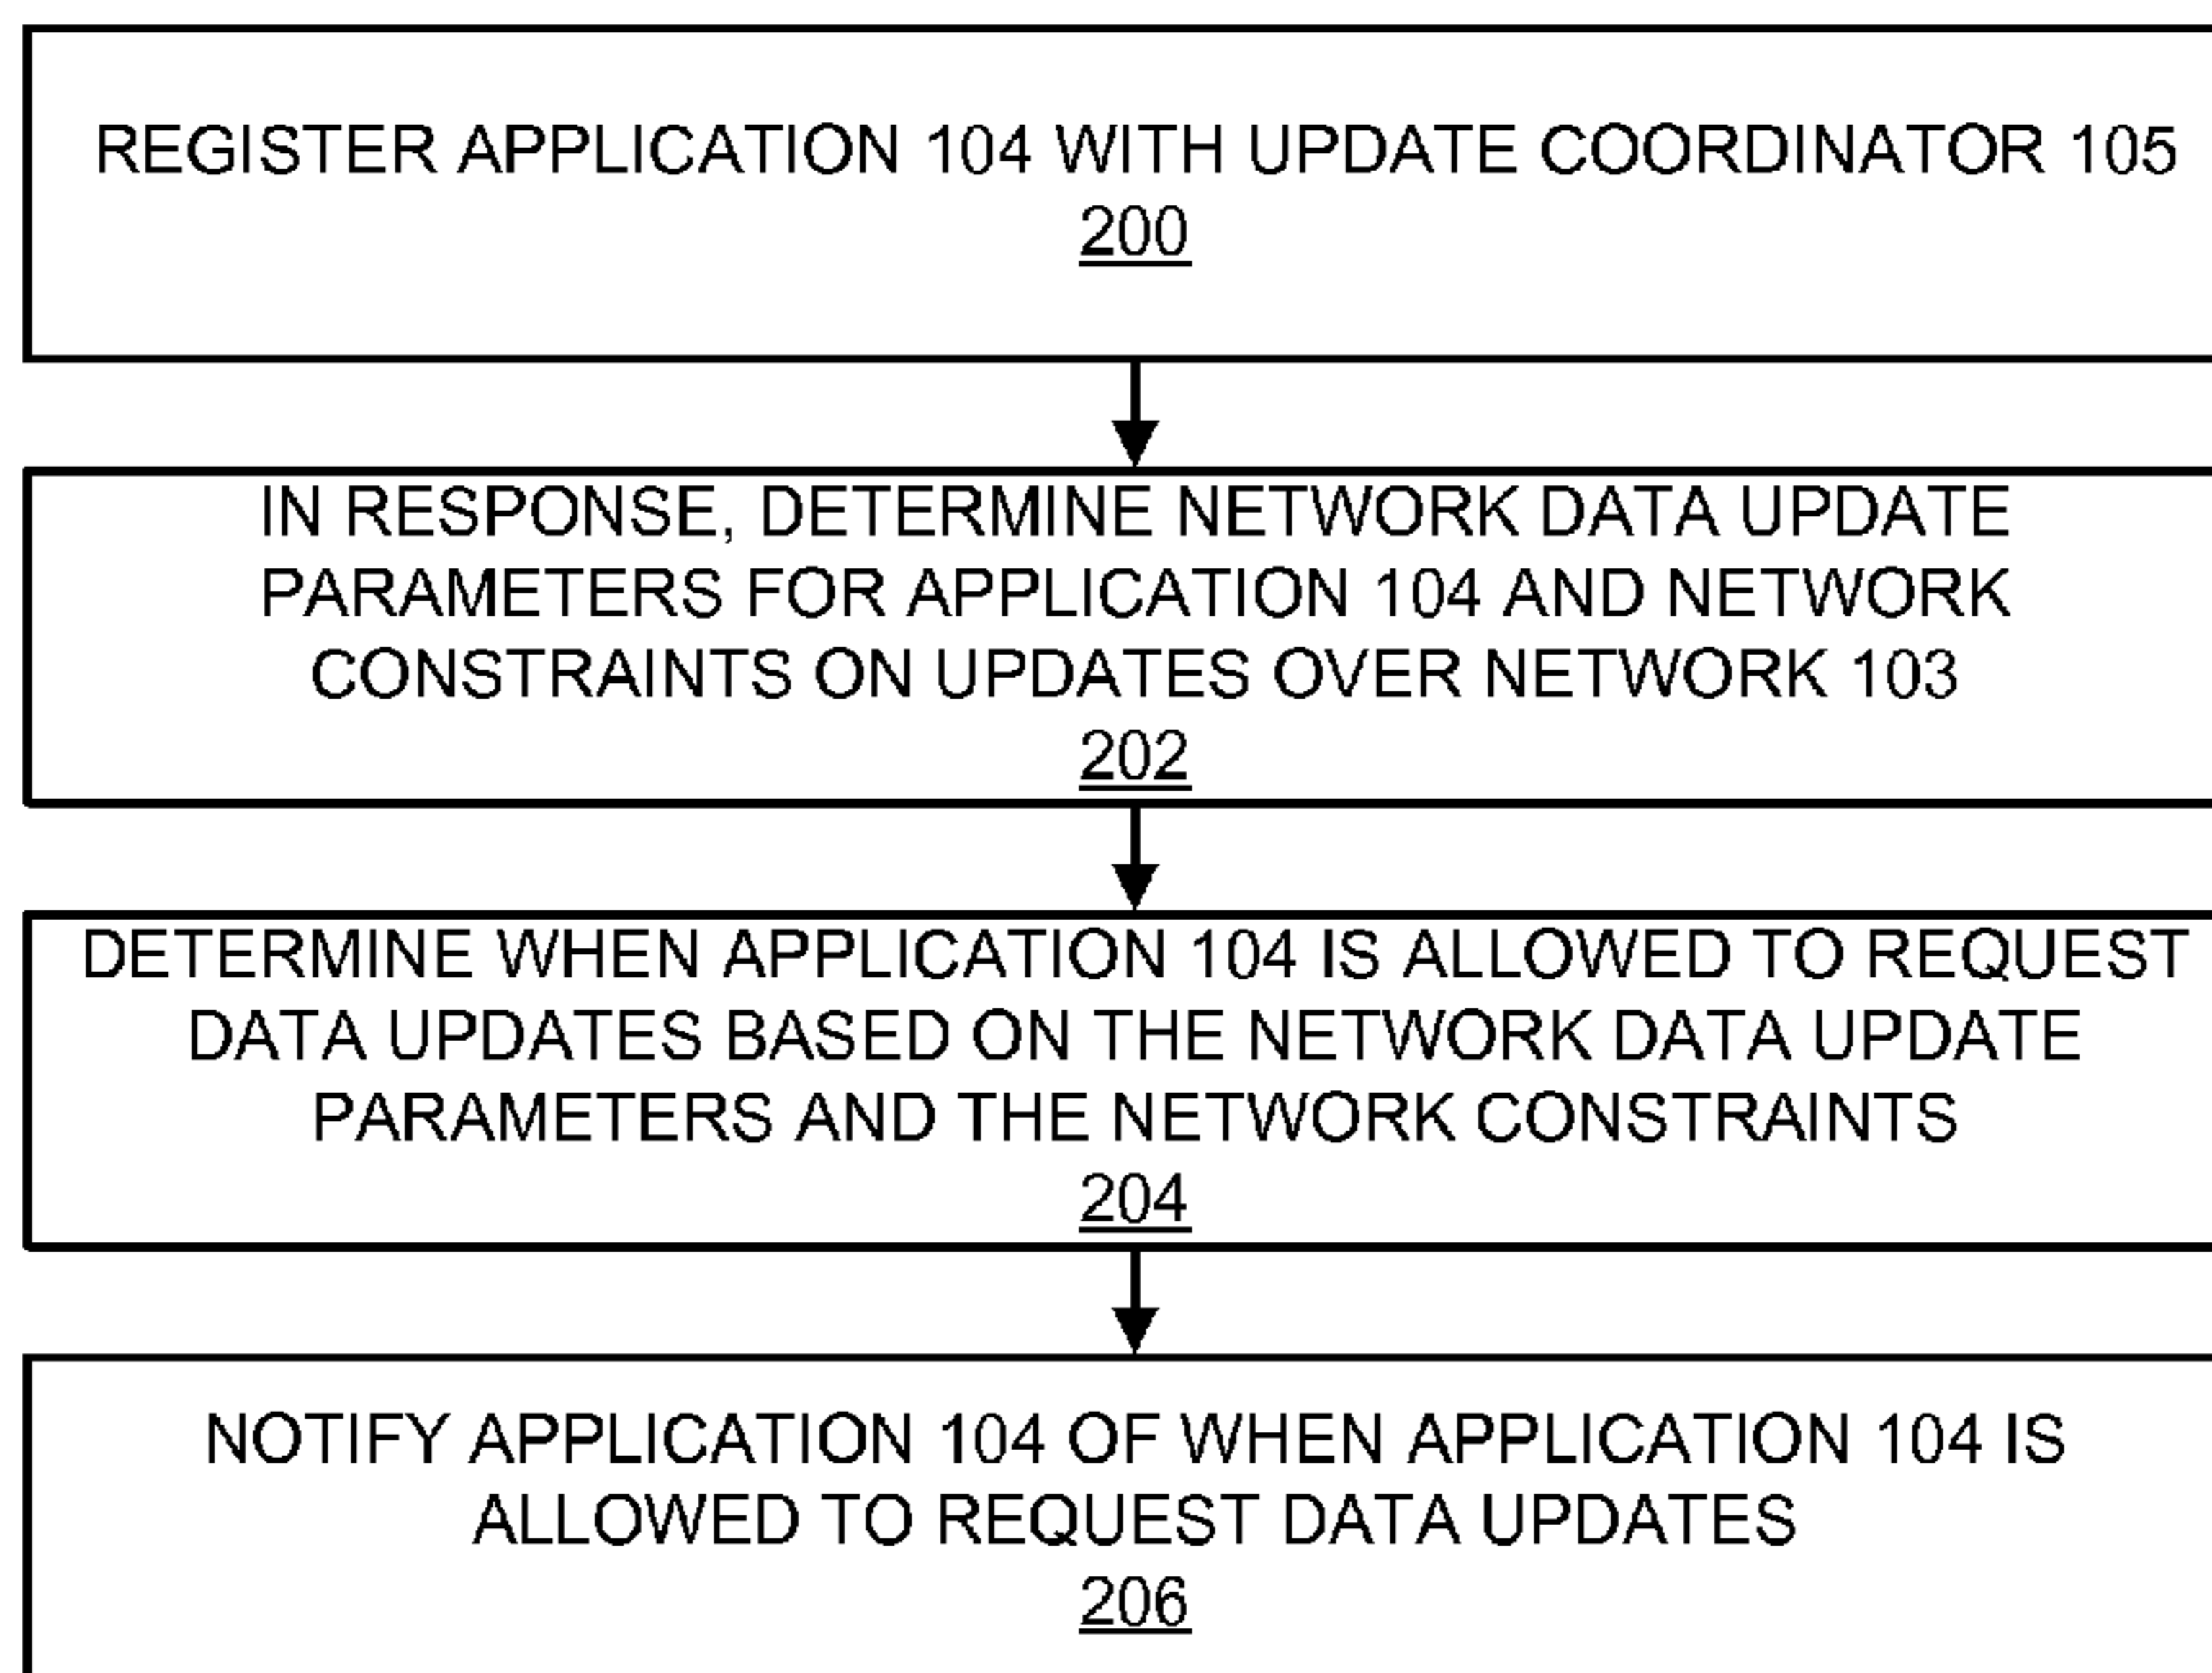 REGISTER APPLICATION 104 WITH UPDATE COORDINATOR 105
200
IN RESPONSE, DETERMINE NETWORK DATA UPDATE
PARAMETERS FOR APPLICATION 104 AND NETWORK
CONSTRAINTS ON UPDATES OVER NETWORK 103
202
DETERMINE WHEN APPLICATION 104 IS ALLOWED TO REQUEST
DATA UPDATES BASED ON THE NETWORK DATA UPDATE
PARAMETERS AND THE NETWORK CONSTRAINTS
204
NOTIFY APPLICATION 104 OF WHEN APPLICATION 104 IS
ALLOWED TO REQUEST DATA UPDATES
206